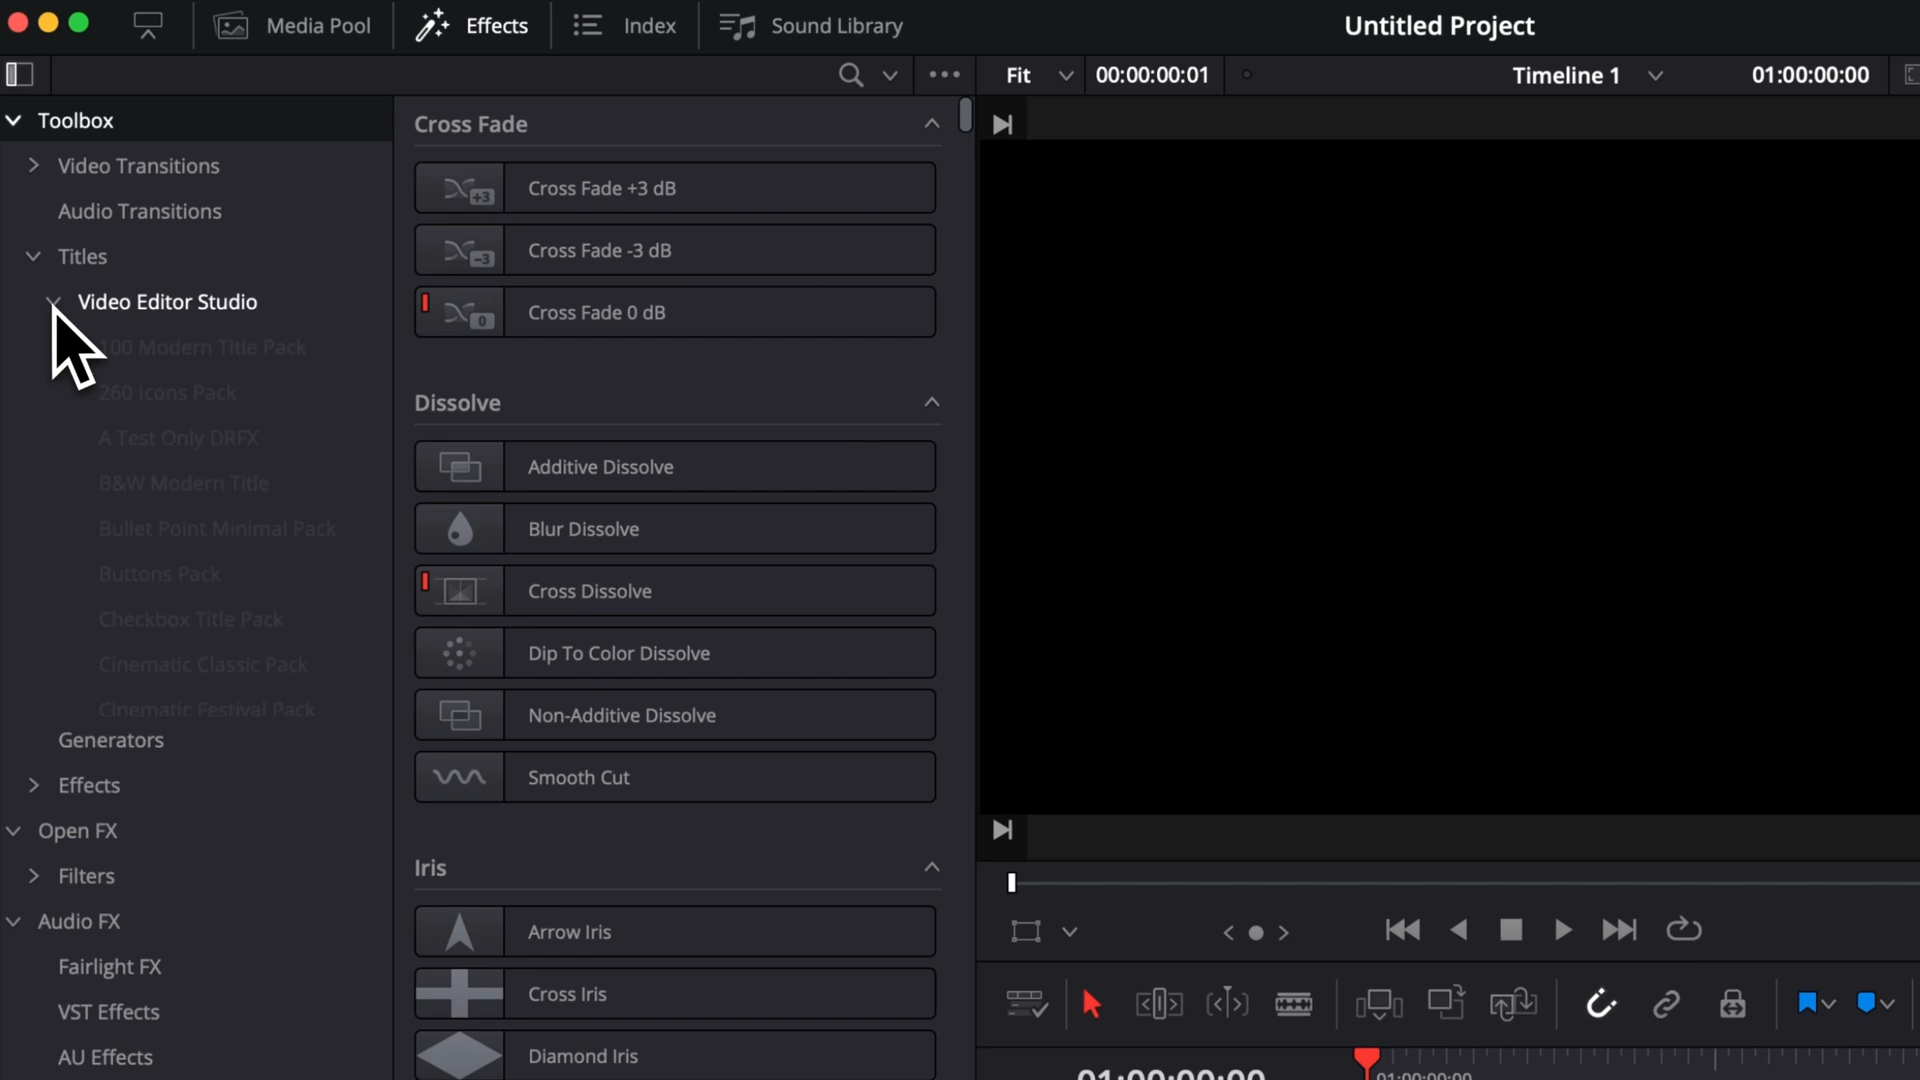 Media Pool
Effects
Index
Sound Library
Untitled Project
Fit
00:00:00:01
Timeline 1
01:00:00:00
Toolbox
Video Transitions
Audio Transitions
Titles
Video Editor Studio
100 Modern Title Pack
260 Icons Pack
A Test Only DRFX
B&W Modern Title
Bullet Point Minimal Pack
Buttons Pack
Checkbox Title Pack
Cinematic Classic Pack
Cinematic Festival Pack
Generators
Effects
Open FX
Filters
Audio FX
Fairlight FX
VST Effects
AU Effects
Cross Fade
+3
Cross Fade +3 dB
-3
Cross Fade -3 dB
0
Cross Fade 0 dB
Dissolve
Additive Dissolve
Blur Dissolve
Cross Dissolve
Dip To Color Dissolve
Non-Additive Dissolve
Smooth Cut
Iris
Arrow Iris
Cross Iris
Diamond Iris
01:00:00:00
01:00:00:00